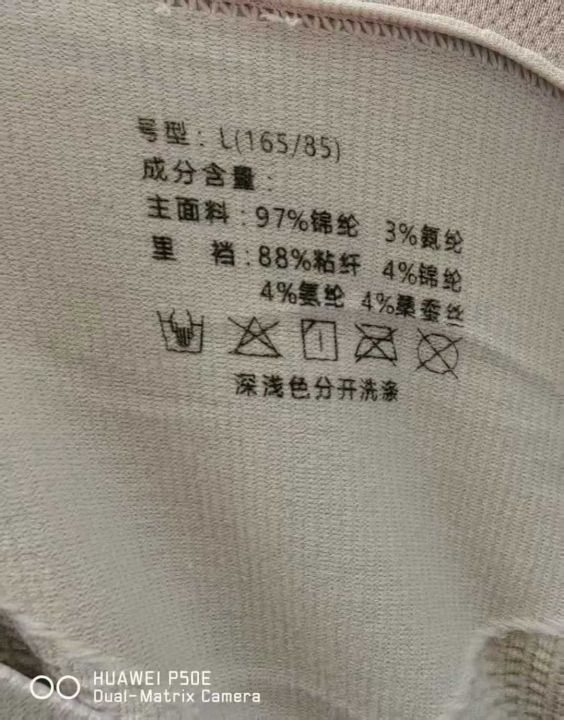 号型：L(165/85)
成分含量：
主面料：97%锦纶 3%氨纶
里 裆：88%粘纤 4%锦纶
4%氨纶 4%桑蚕丝
深浅色分开洗涤
HUAWEI P50E
Dual-Matrix Camera